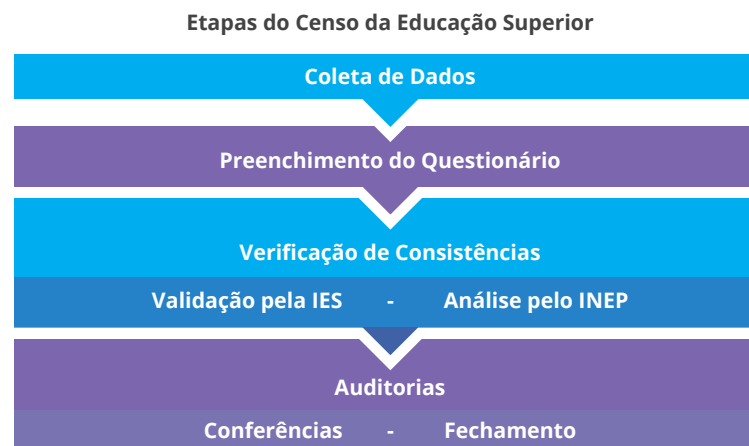 Etapas do Censo da Educação Superior
Coleta de Dados
Preenchimento do Questionário
Verificação de Consistências
Validação pela IES - Análise pelo INEP
Auditorias
Conferências - Fechamento